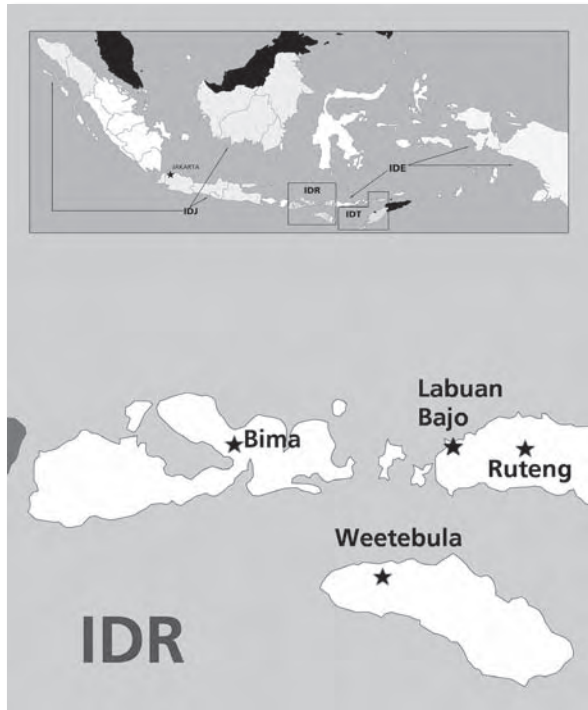 JAKARTA
IDJ
IDR
IDT
IDE
Labuan
Bajo
Bima
Ruteng
Weetebula
IDR